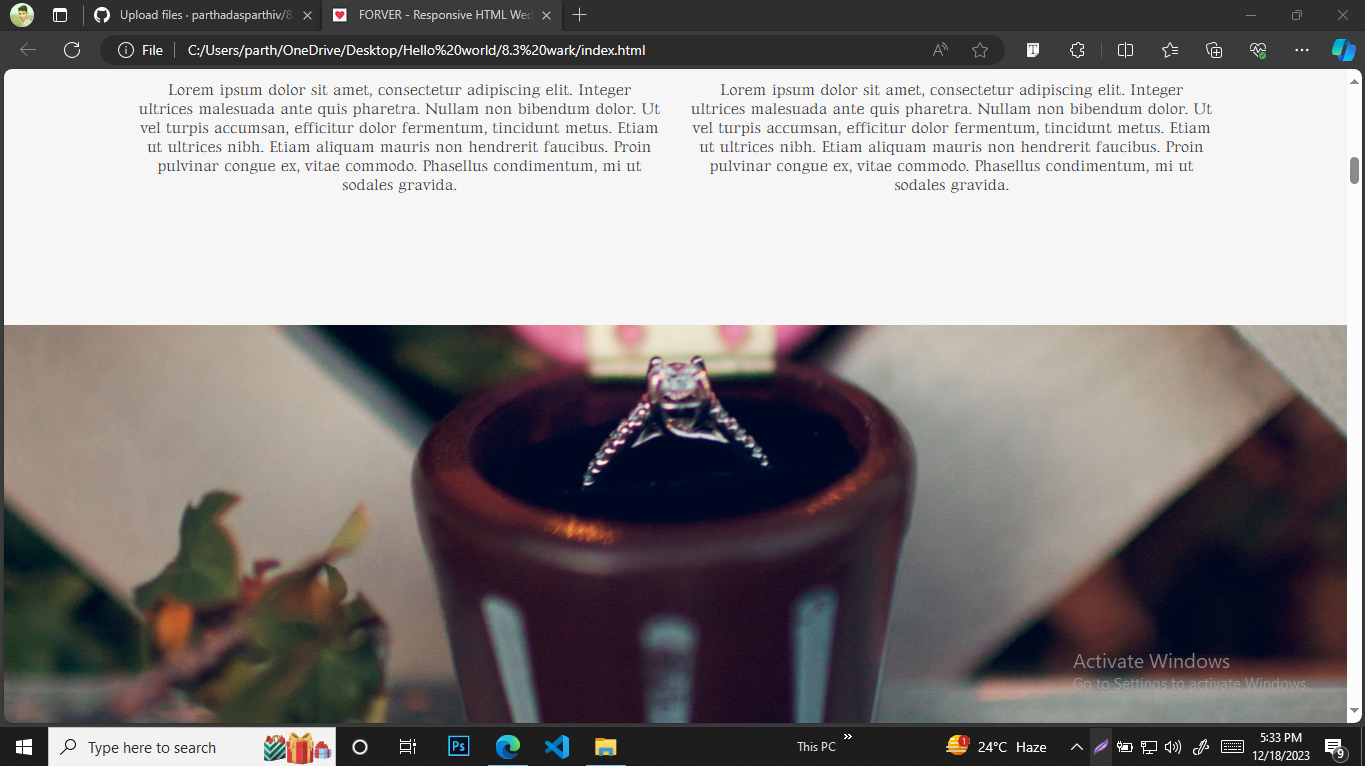 Upload files · parthadasparthiv/8.
FORVER - Responsive HTML Wed
File
C:/Users/parth/OneDrive/Desktop/Hello%20world/8.3%20wark/index.html
Lorem ipsum dolor sit amet, consectetur adipiscing elit. Integer
ultrices malesuada ante quis pharetra. Nullam non bibendum dolor. Ut
vel turpis accumsan, efficitur dolor fermentum, tincidunt metus. Etiam
ut ultrices nibh. Etiam aliquam mauris non hendrerit faucibus. Proin
pulvinar congue ex, vitae commodo. Phasellus condimentum, mi ut
sodales gravida.
Lorem ipsum dolor sit amet, consectetur adipiscing elit. Integer
ultrices malesuada ante quis pharetra. Nullam non bibendum dolor. Ut
vel turpis accumsan, efficitur dolor fermentum, tincidunt metus. Etiam
ut ultrices nibh. Etiam aliquam mauris non hendrerit faucibus. Proin
pulvinar congue ex, vitae commodo. Phasellus condimentum, mi ut
sodales gravida.
Activate Windows
Go to Settings to activate Windows.
Type here to search
Ps
This PC
1
24°C Haze
5:33 PM
12/18/2023
9